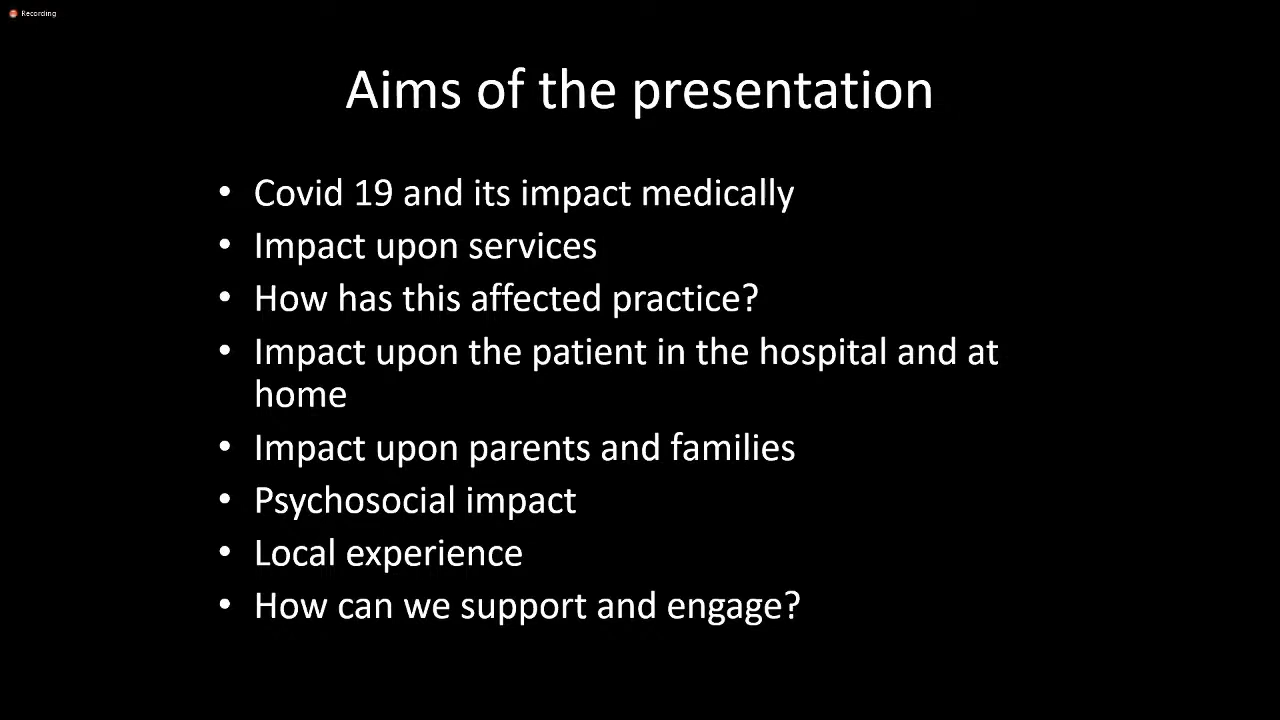 Recording
Aims of the presentation
• Covid 19 and its impact medically
• Impact upon services
• How has this affected practice?
• Impact upon the patient in the hospital and at
home
• Impact upon parents and families
• Psychosocial impact
• Local experience
• How can we support and engage?